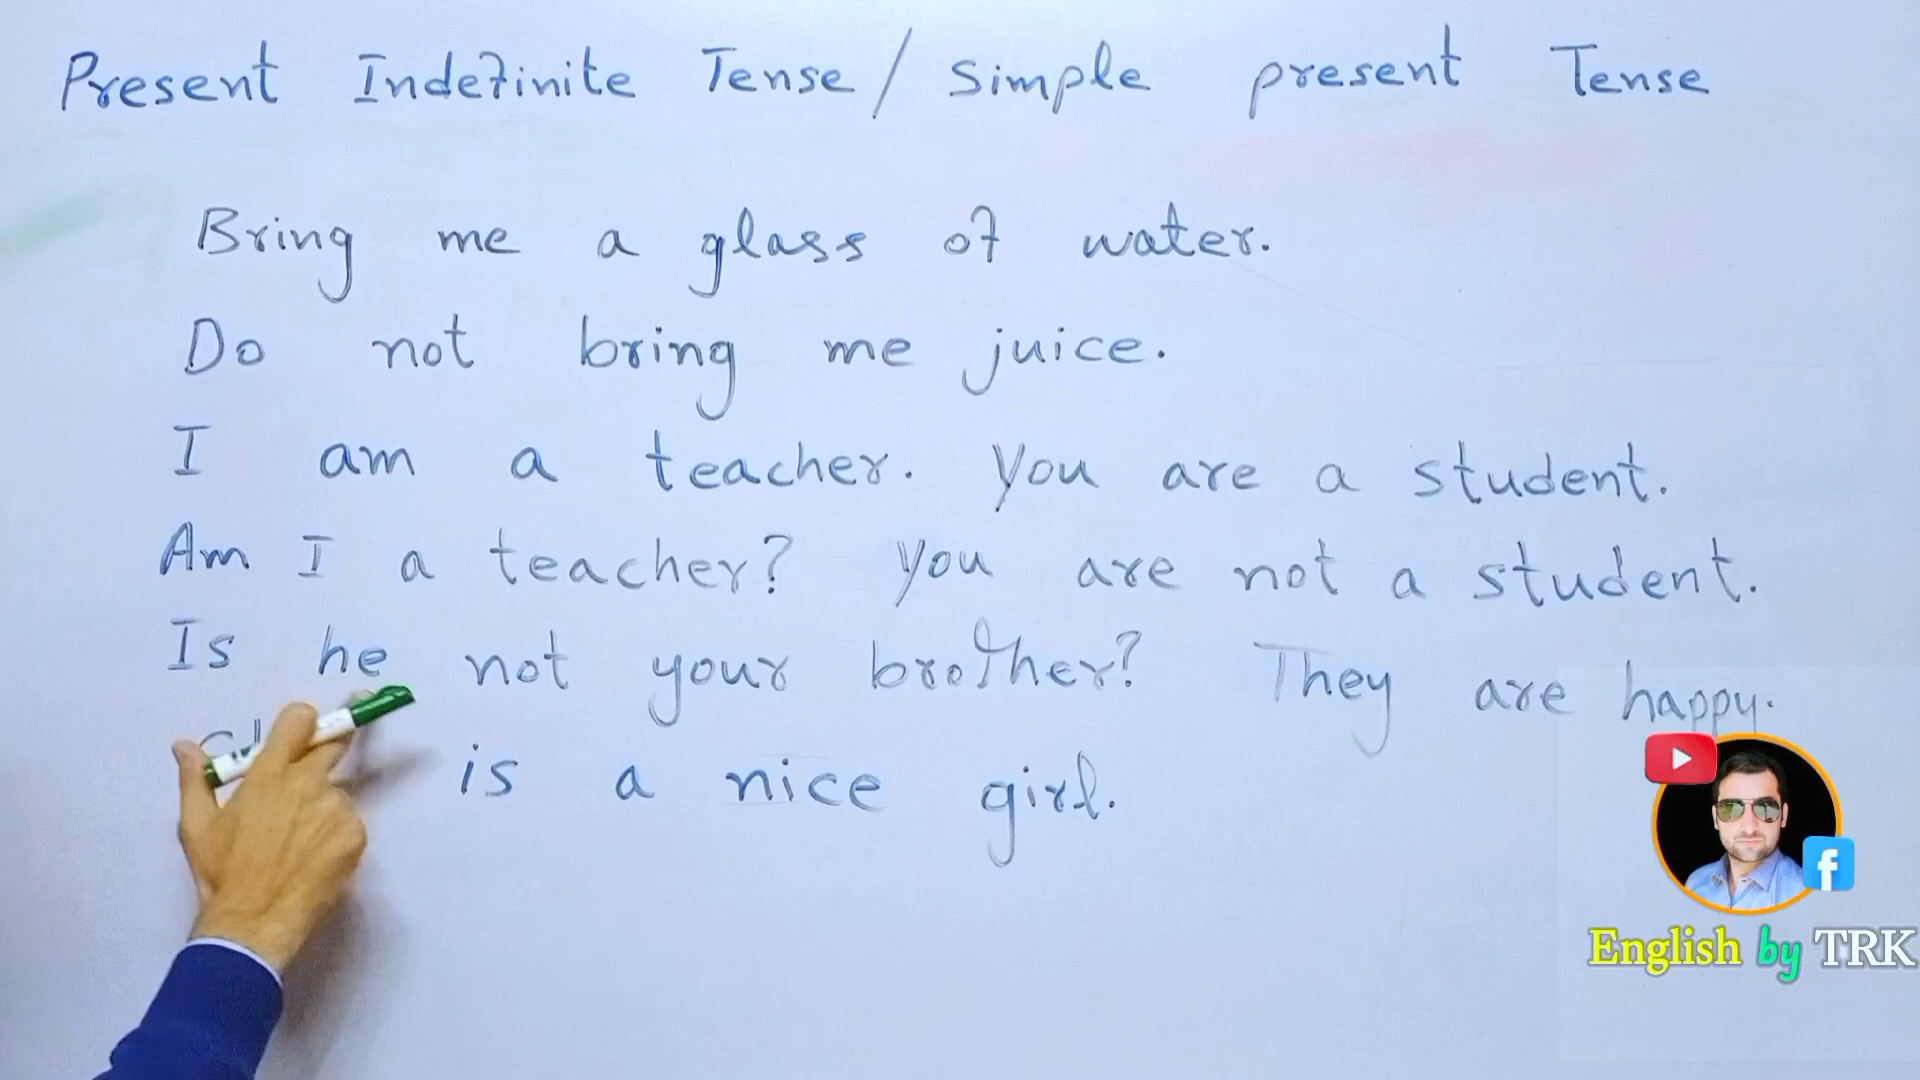 Present Indefinite Tense / Simple present Tense
Bring me a glass of water.
Do not bring me juice.
I am a teacher. You are a student.
Am I a teacher? You are not a student.
Is he not your brother? They are happy.
is a nice girl.
f
English by TRK